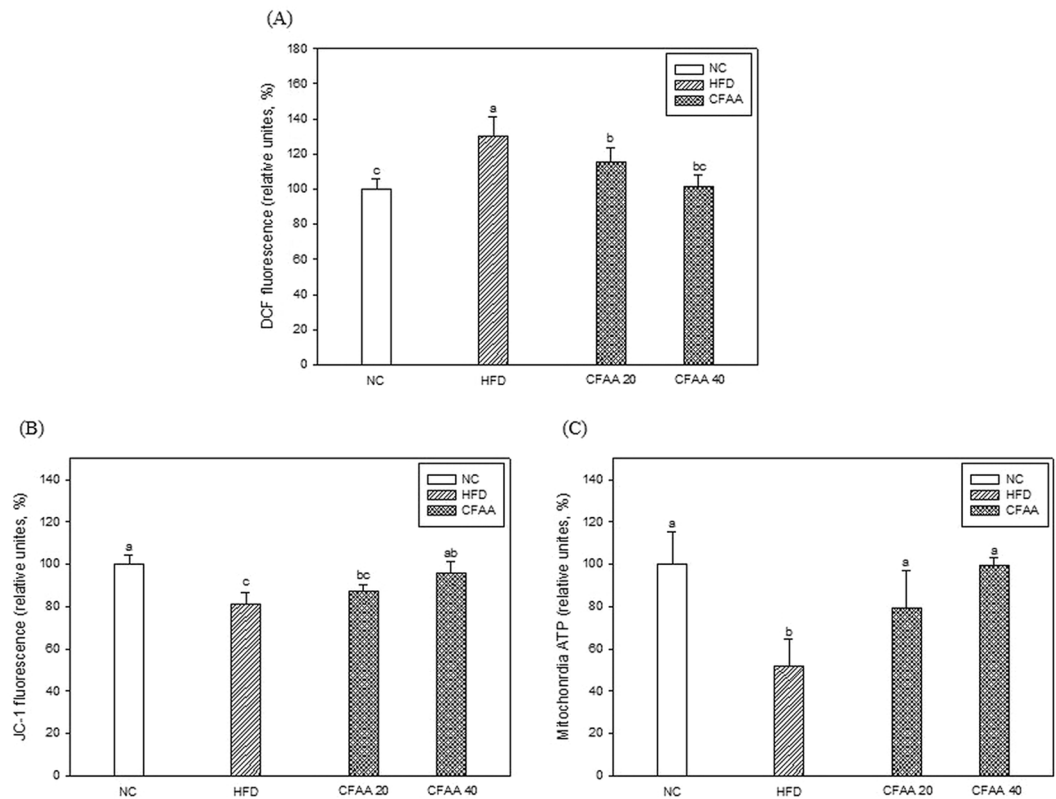 (A)
DCF fluorescence (relative unites, %)
180
160
140
120
100
80
60
40
20
0
NC
HFD
CFAA
c
a
b
bc
NC
HFD
CFAA 20
CFAA 40
(B)
JC-1 fluorescence (relative unites, %)
140
120
100
80
60
40
20
0
NC
HFD
CFAA
a
c
bc
ab
NC
HFD
CFAA 20
CFAA 40
(C)
Mitochonrdia ATP (relative unites, %)
140
120
100
80
60
40
20
0
NC
HFD
CFAA
a
b
a
a
NC
HFD
CFAA 20
CFAA 40